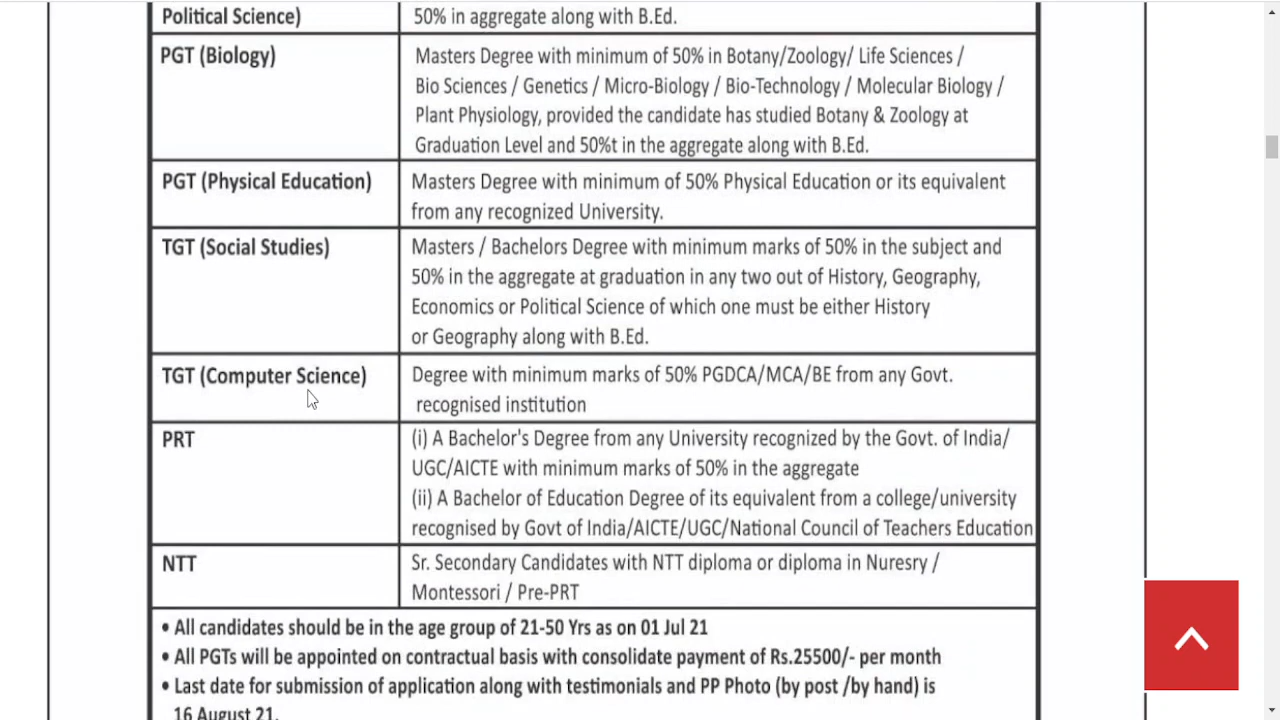 Political Science)
50% in aggregate along with B.Ed.
PGT (Biology)
Masters Degree with minimum of 50% in Botany/Zoology/ Life Sciences /
Bio Sciences / Genetics / Micro-Biology / Bio-Technology / Molecular Biology /
Plant Physiology, provided the candidate has studied Botany & Zoology at
Graduation Level and 50%t in the aggregate along with B.Ed.
PGT (Physical Education)
Masters Degree with minimum of 50% Physical Education or its equivalent
from any recognized University.
TGT (Social Studies)
Masters / Bachelors Degree with minimum marks of 50% in the subject and
50% in the aggregate at graduation in any two out of History, Geography,
Economics or Political Science of which one must be either History
or Geography along with B.Ed.
TGT (Computer Science)
Degree with minimum marks of 50% PGDCA/MCA/BE from any Govt.
recognised institution
PRT
(i) A Bachelor's Degree from any University recognized by the Govt. of India/
UGC/AICTE with minimum marks of 50% in the aggregate
(ii) A Bachelor of Education Degree of its equivalent from a college/university
recognised by Govt of India/AICTE/UGC/National Council of Teachers Education
NTT
Sr. Secondary Candidates with NTT diploma or diploma in Nuresry /
Montessori / Pre-PRT
• All candidates should be in the age group of 21-50 Yrs as on 01 Jul 21
• All PGTs will be appointed on contractual basis with consolidate payment of Rs.25500/- per month
• Last date for submission of application along with testimonials and PP Photo (by post /by hand) is
16 August 21.